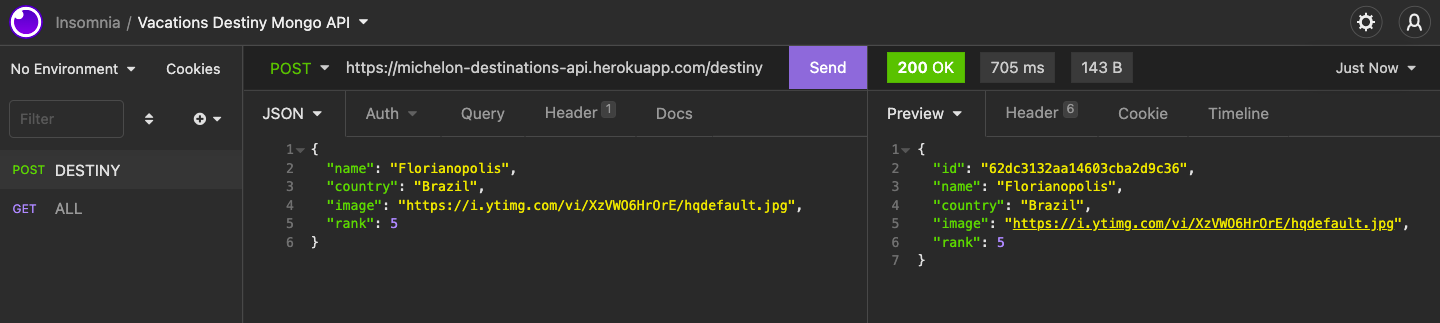 Insomnia / Vacations Destiny Mongo API
No Environment
Cookies
POST https://michelon-destinations-api.herokuapp.com/destiny Send
200 OK 705 ms 143 B Just Now
Filter
POST DESTINY
GET ALL
JSON Auth Query Header 1 Docs
1 {
2 "name": "Florianopolis",
3 "country": "Brazil",
4 "image": "https://i.ytimg.com/vi/XzVWO6HrOrE/hqdefault.jpg",
5 "rank": 5
6 }
Preview Header 6 Cookie Timeline
1 {
2 "id": "62dc3132aa14603cba2d9c36",
3 "name": "Florianopolis",
4 "country": "Brazil",
5 "image": "https://i.ytimg.com/vi/XzVWO6HrOrE/hqdefault.jpg",
6 "rank": 5
7 }